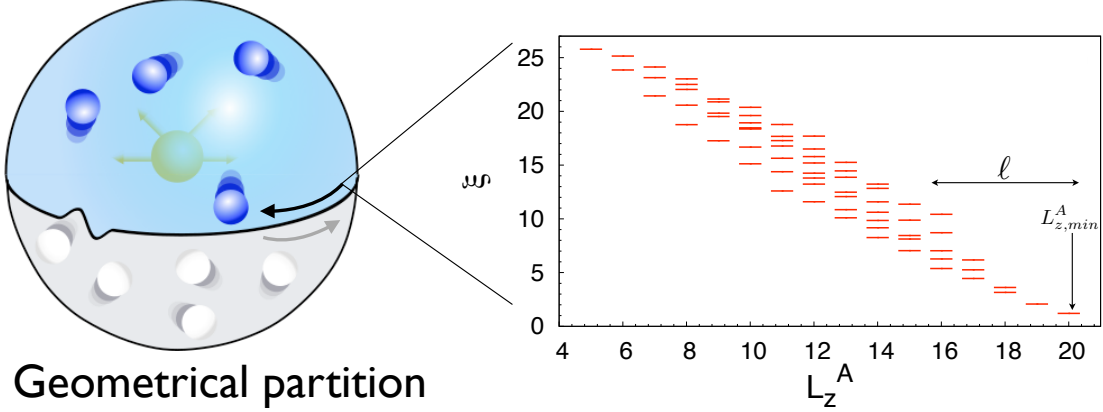 25
20
15
10
5
0
ξ
ℓ
L^A_{z,min}
4 6 8 10 12 14 16 18 20
L_z^A
Geometrical partition